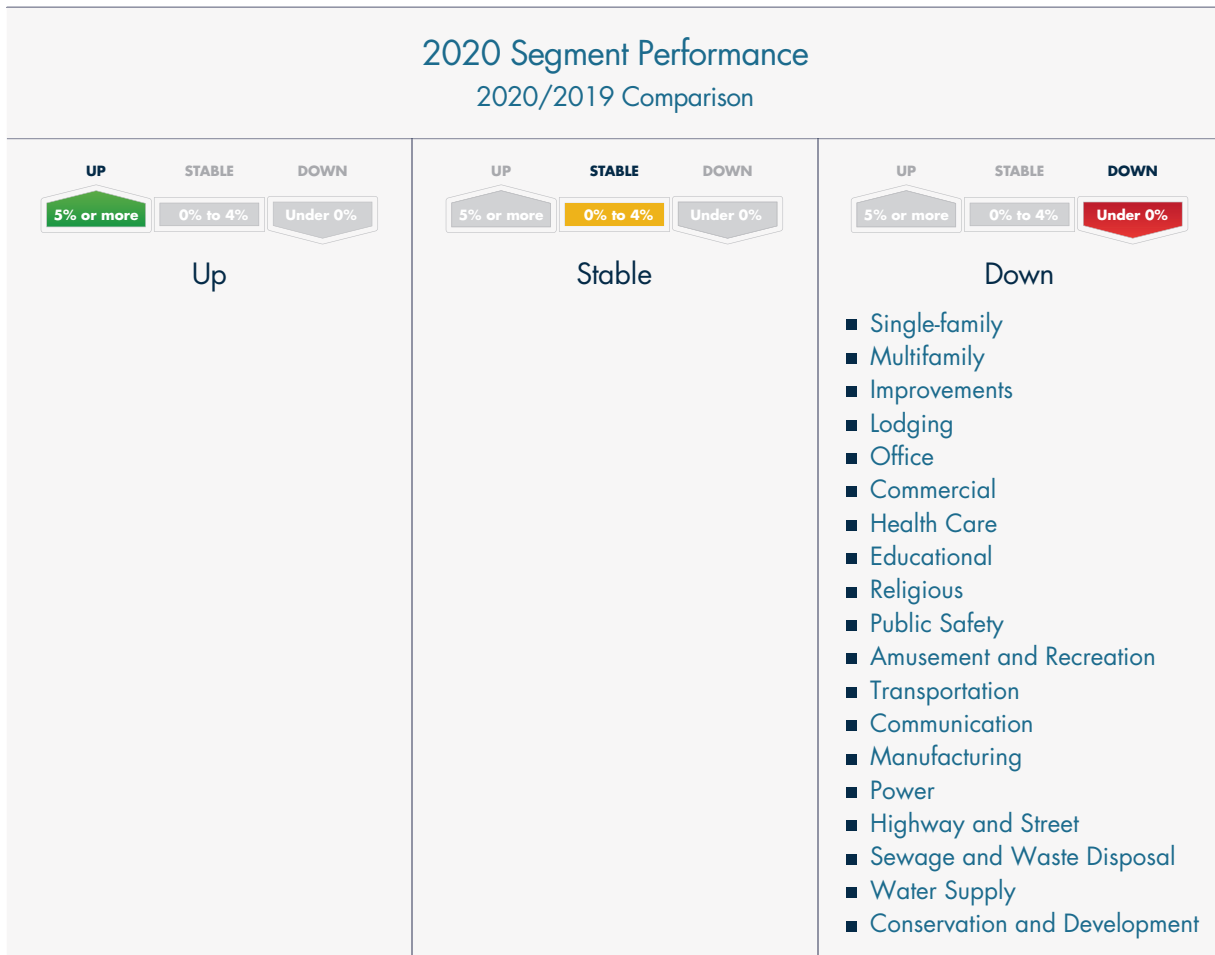 2020 Segment Performance
2020/2019 Comparison
UP STABLE DOWN
5% or more 0% to 4% Under 0%
Up
UP STABLE DOWN
5% or more 0% to 4% Under 0%
Stable
UP STABLE DOWN
5% or more 0% to 4% Under 0%
Down
Single-family
Multifamily
Improvements
Lodging
Office
Commercial
Health Care
Educational
Religious
Public Safety
Amusement and Recreation
Transportation
Communication
Manufacturing
Power
Highway and Street
Sewage and Waste Disposal
Water Supply
Conservation and Development